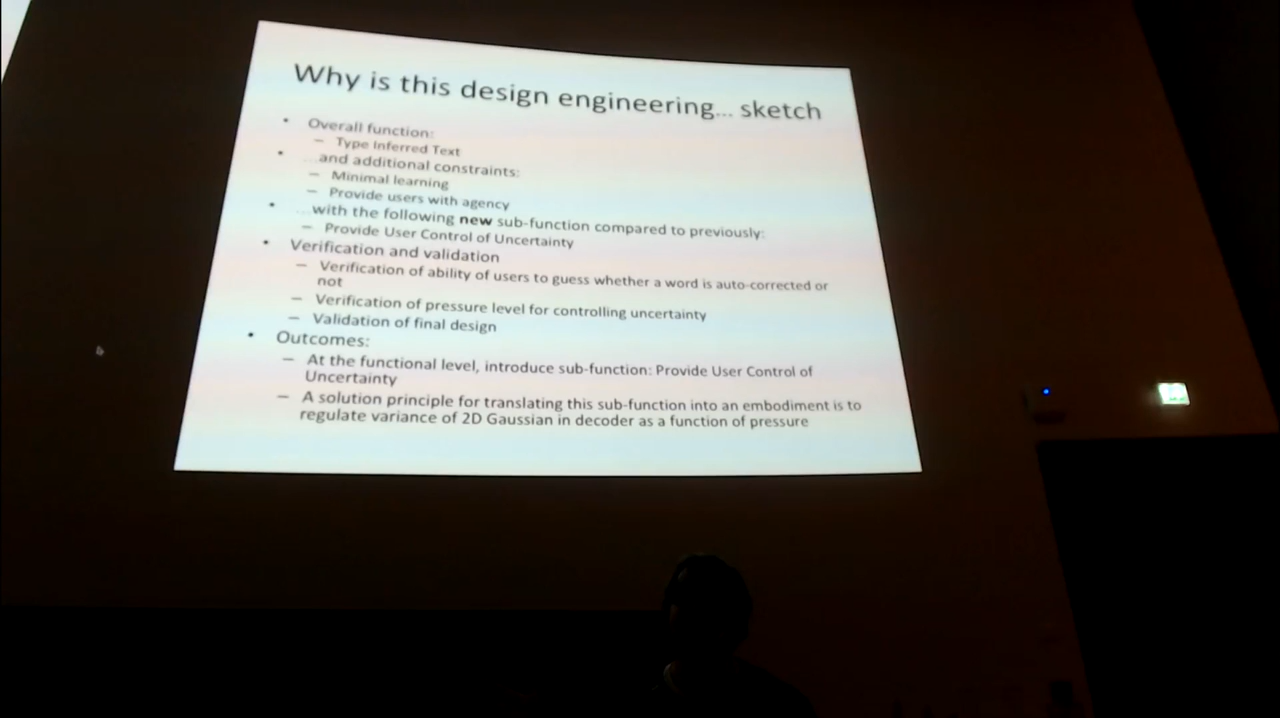 Why is this design engineering... sketch
• Overall function:
– Type Inferred Text
• ...and additional constraints:
– Minimal learning
– Provide users with agency
• ...with the following new sub-function compared to previously:
– Provide User Control of Uncertainty
• Verification and validation
– Verification of ability of users to guess whether a word is auto-corrected or
not
– Verification of pressure level for controlling uncertainty
– Validation of final design
• Outcomes:
– At the functional level, introduce sub-function: Provide User Control of
Uncertainty
– A solution principle for translating this sub-function into an embodiment is to
regulate variance of 2D Gaussian in decoder as a function of pressure